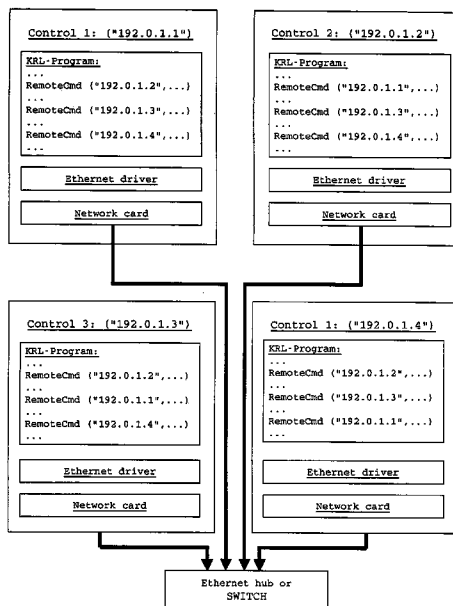 Control 1: ("192.0.1.1")
KRL-Program:
...
RemoteCmd ("192.0.1.2",...)
...
RemoteCmd ("192.0.1.3",...)
...
RemoteCmd ("192.0.1.4",...)
...
Ethernet driver
Network card
Control 2: ("192.0.1.2")
KRL-Program:
...
RemoteCmd ("192.0.1.1",...)
...
RemoteCmd ("192.0.1.3",...)
...
RemoteCmd ("192.0.1.4",...)
...
Ethernet driver
Network card
Control 3: ("192.0.1.3")
KRL-Program:
...
RemoteCmd ("192.0.1.2",...)
...
RemoteCmd ("192.0.1.1",...)
...
RemoteCmd ("192.0.1.4",...)
...
Ethernet driver
Network card
Control 1: ("192.0.1.4")
KRL-Program:
...
RemoteCmd ("192.0.1.2",...)
...
RemoteCmd ("192.0.1.3",...)
...
RemoteCmd ("192.0.1.1",...)
...
Ethernet driver
Network card
Ethernet hub or
SWITCH